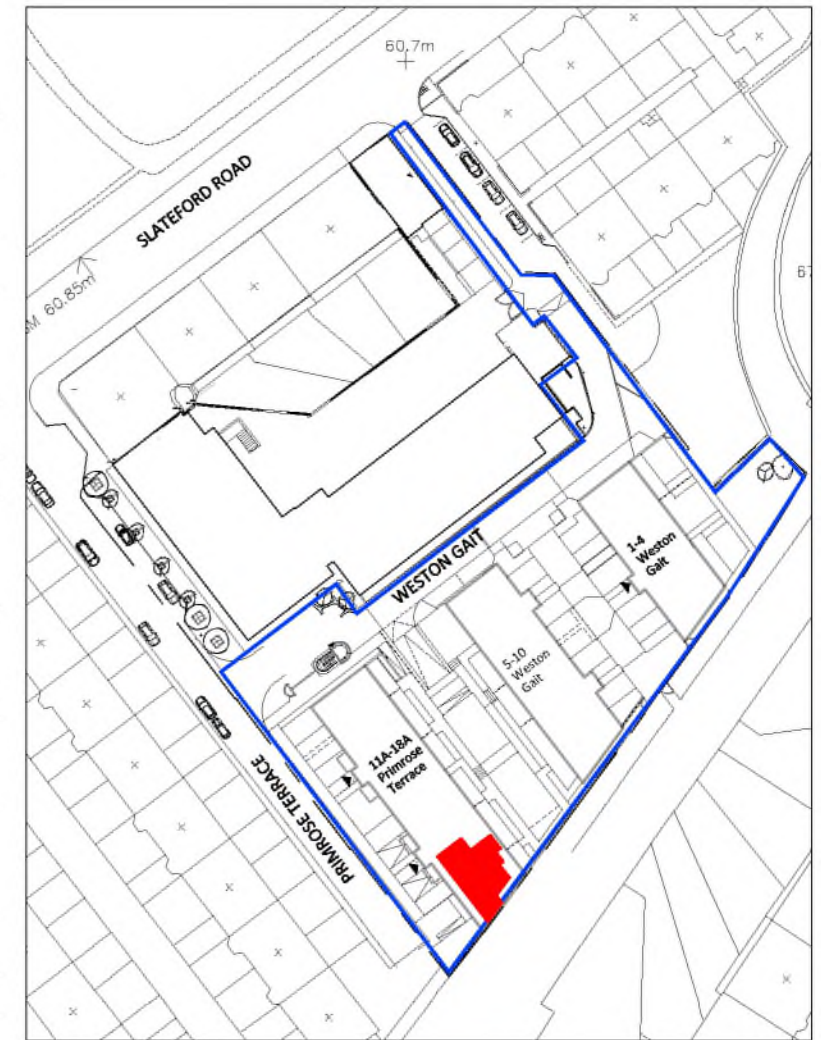 60.7m
SLATEFORD ROAD
M 60.85m
67
WESTON GAIT
1-4
Weston
Gait
5-10
Weston
Gait
11A-18A
Primrose
Terrace
PRIMROSE TERRACE